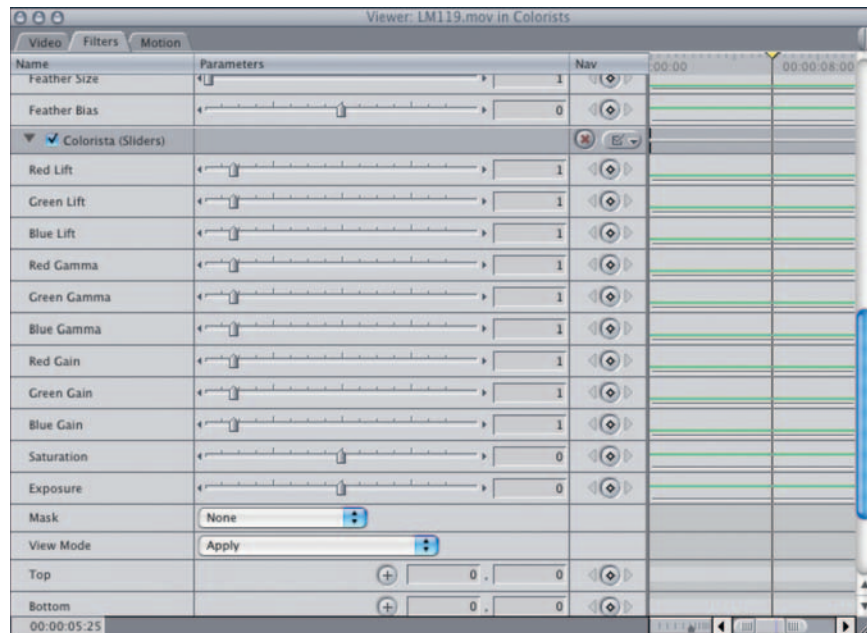 Viewer: LM119.mov in Colorists
Video Filters Motion
Name Parameters Nav :00:00 00:00:08:00
Feather Size 1
Feather Bias 0
Colorista (Sliders)
Red Lift 1
Green Lift 1
Blue Lift 1
Red Gamma 1
Green Gamma 1
Blue Gamma 1
Red Gain 1
Green Gain 1
Blue Gain 1
Saturation 0
Exposure 0
Mask None
View Mode Apply
Top 0 , 0
Bottom 0 , 0
00:00:05:25